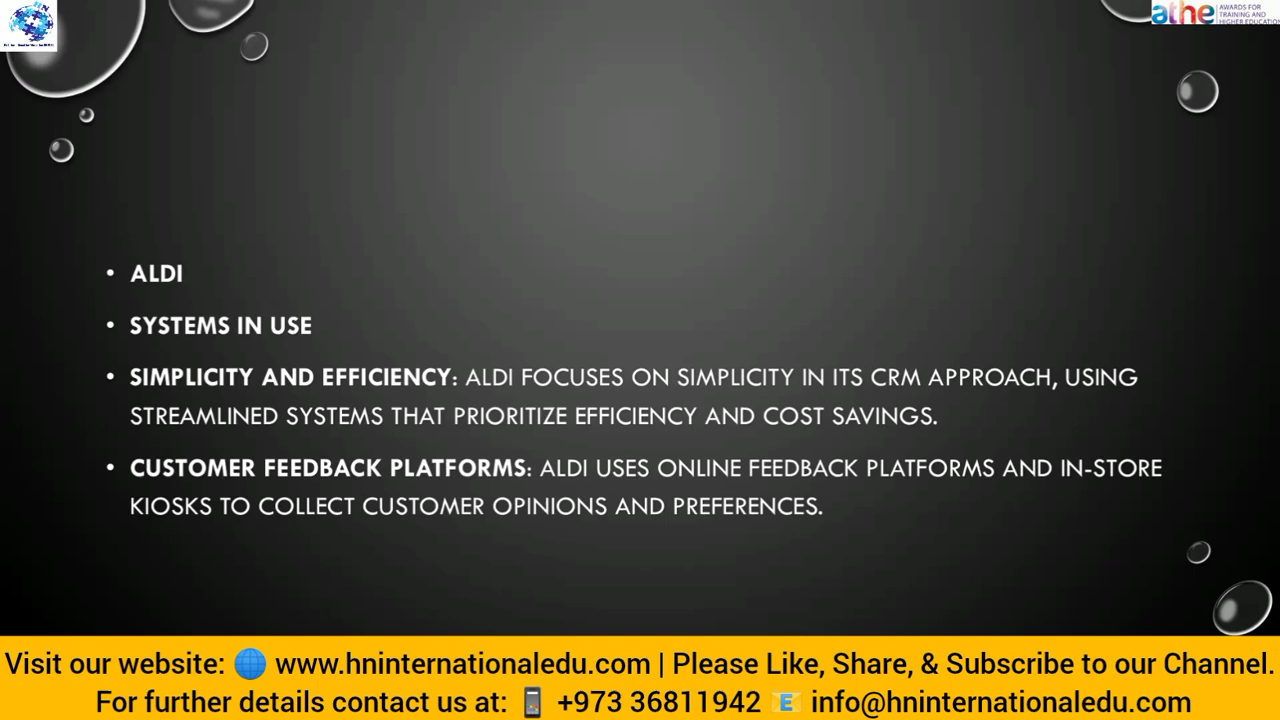 athe AWARDS FOR
TRAINING AND
HIGHER EDUCATION
• ALDI
• SYSTEMS IN USE
• SIMPLICITY AND EFFICIENCY: ALDI FOCUSES ON SIMPLICITY IN ITS CRM APPROACH, USING
STREAMLINED SYSTEMS THAT PRIORITIZE EFFICIENCY AND COST SAVINGS.
• CUSTOMER FEEDBACK PLATFORMS: ALDI USES ONLINE FEEDBACK PLATFORMS AND IN-STORE
KIOSKS TO COLLECT CUSTOMER OPINIONS AND PREFERENCES.
Visit our website: 🌐 www.hninternationaledu.com | Please Like, Share, & Subscribe to our Channel.
For further details contact us at: 📱 +973 36811942 📧 info@hninternationaledu.com